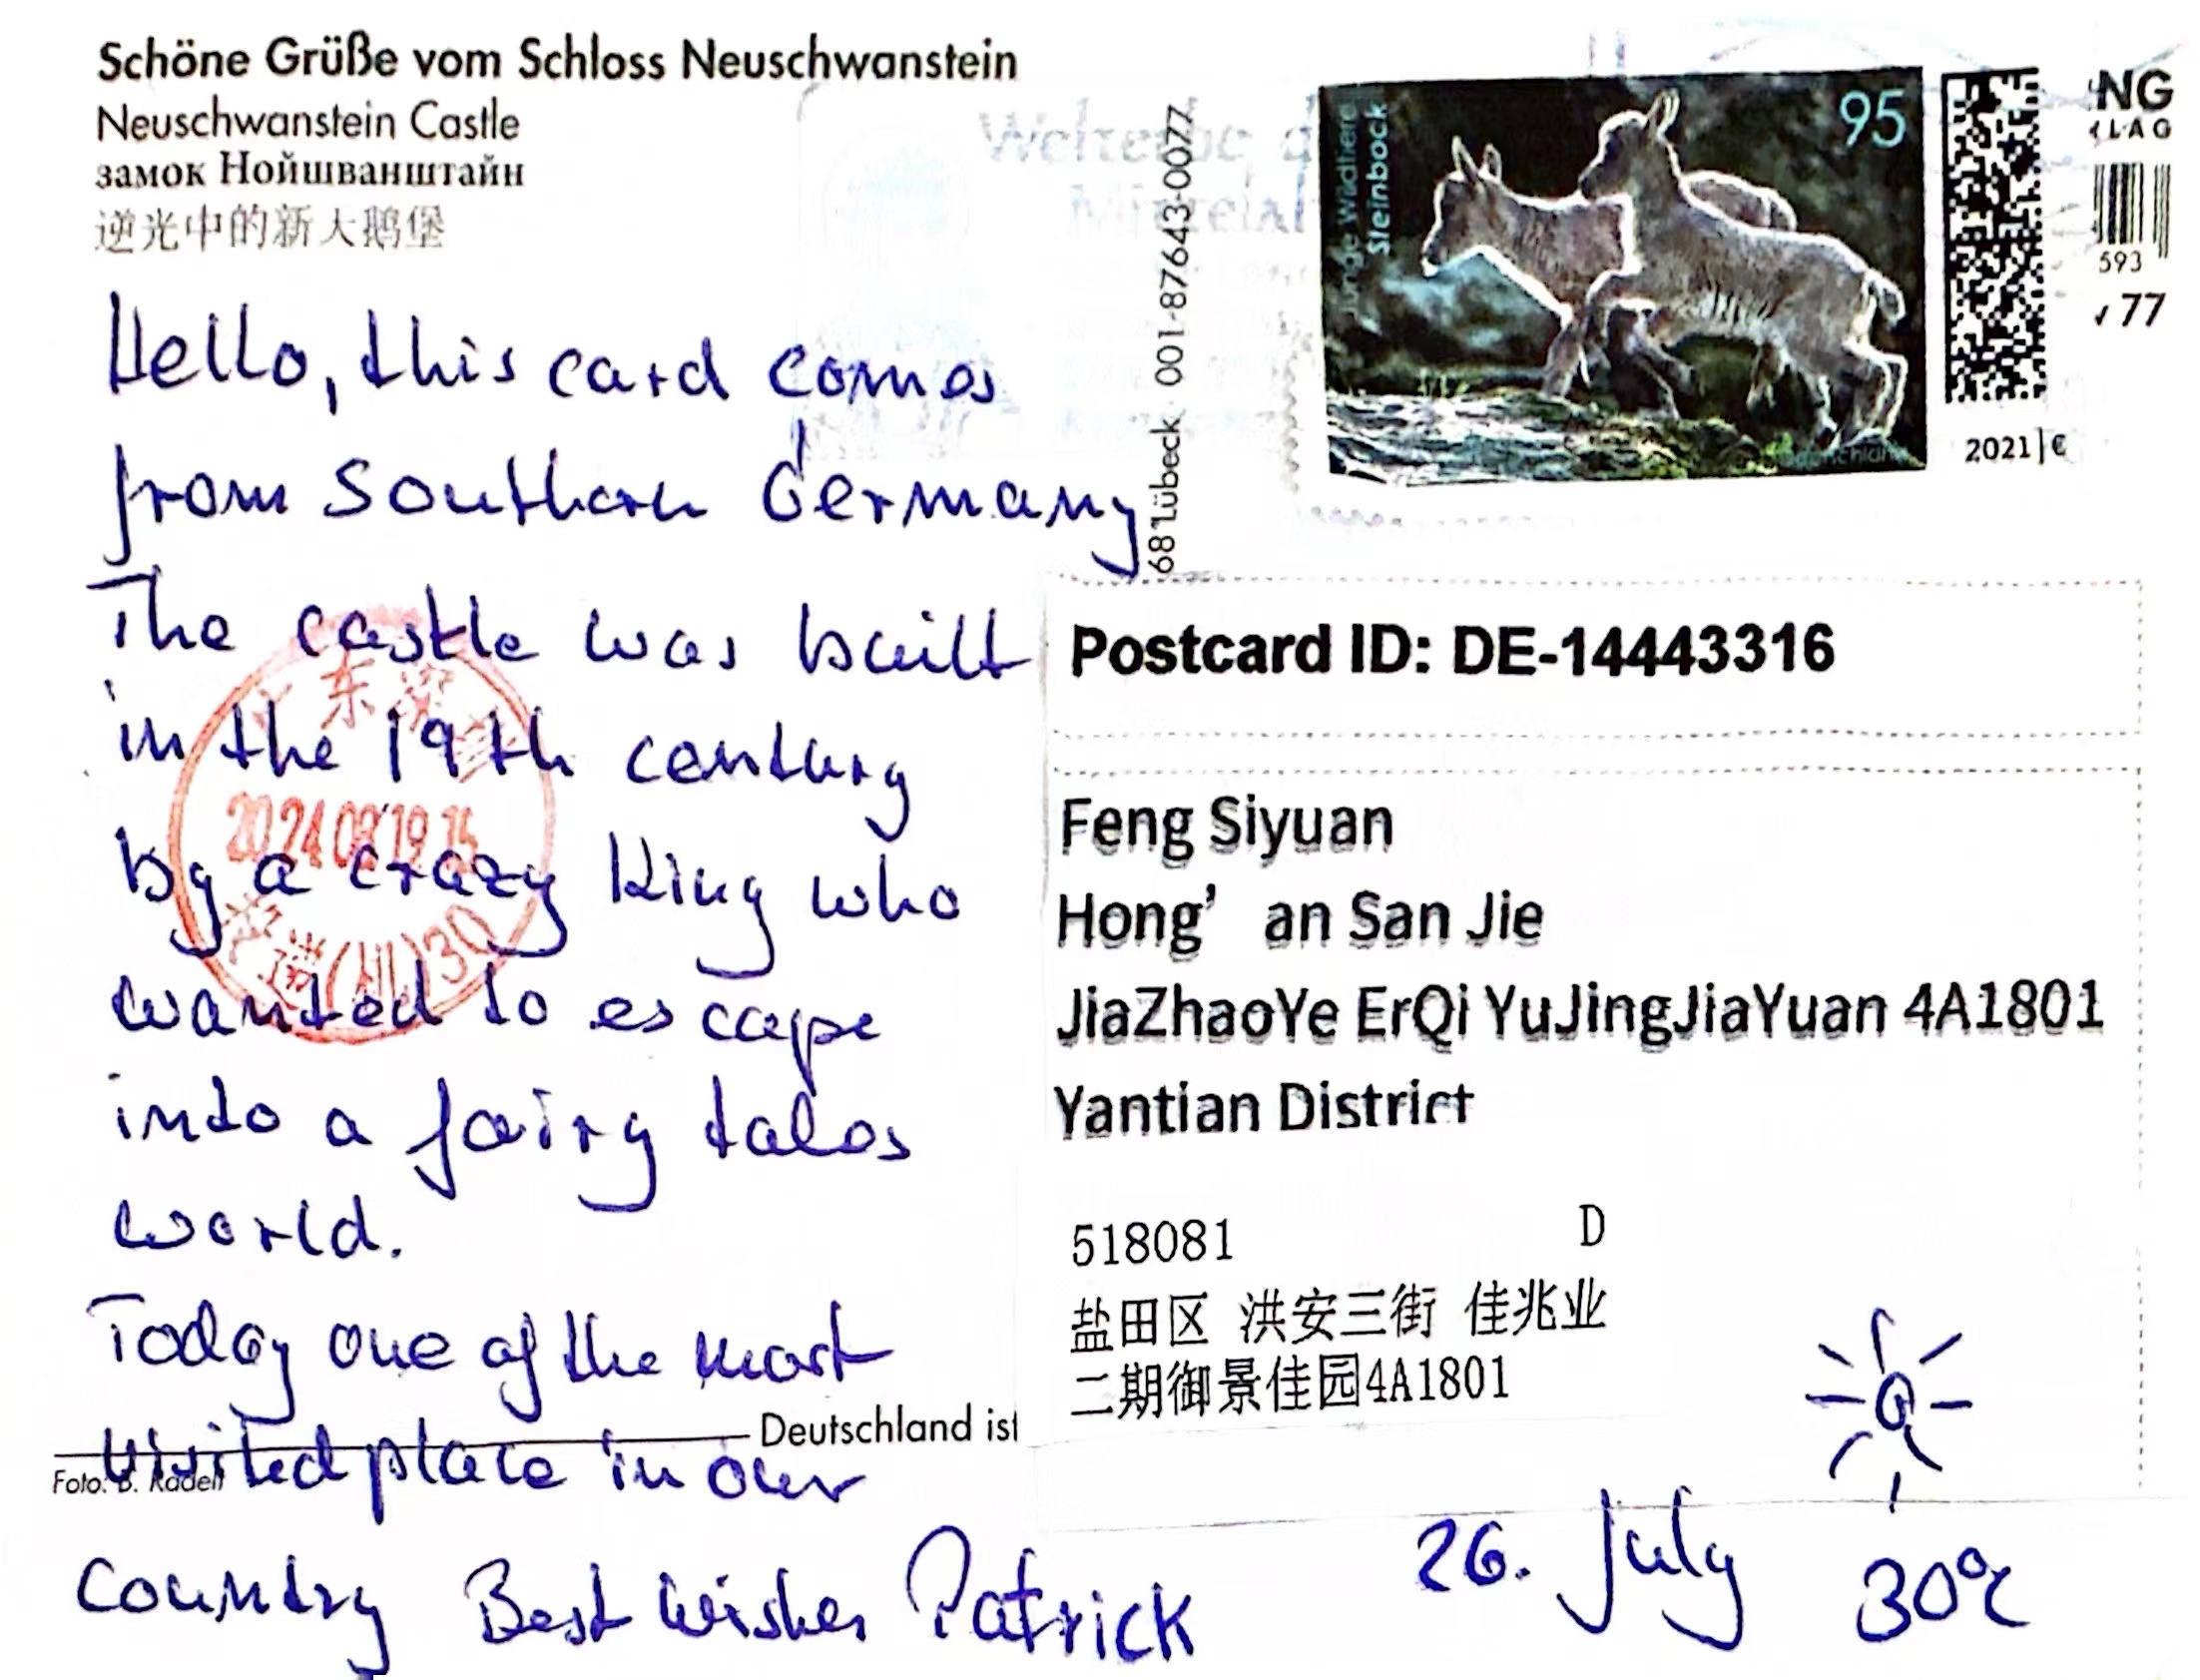 Schöne Grüße vom Schloss Neuschwanstein
Neuschwanstein Castle
замок Нойшванштайн
逆光中的新天鹅堡
Hello, this card comes
from Southern Germany
The castle was built
in the 19th century
by a crazy King who
wanted to escape
into a fairy tales
world.
Today one of the most
visited place in our
country Best wishes Patrick
Deutschland ist
Foto: B. Radelt
Welterbe d
Mittelal
68 Lübeck 001-87643-0077
Junge Wildtiere
Steinbock
95
2021 | €
NG
LAG
593
77
Postcard ID: DE-14443316
Feng Siyuan
Hong’ an San Jie
JiaZhaoYe ErQi YuJingJiaYuan 4A1801
Yantian District
518081 D
盐田区 洪安三街 佳兆业
二期御景佳园4A1801
26. July 30°C
东深
2024 08 19